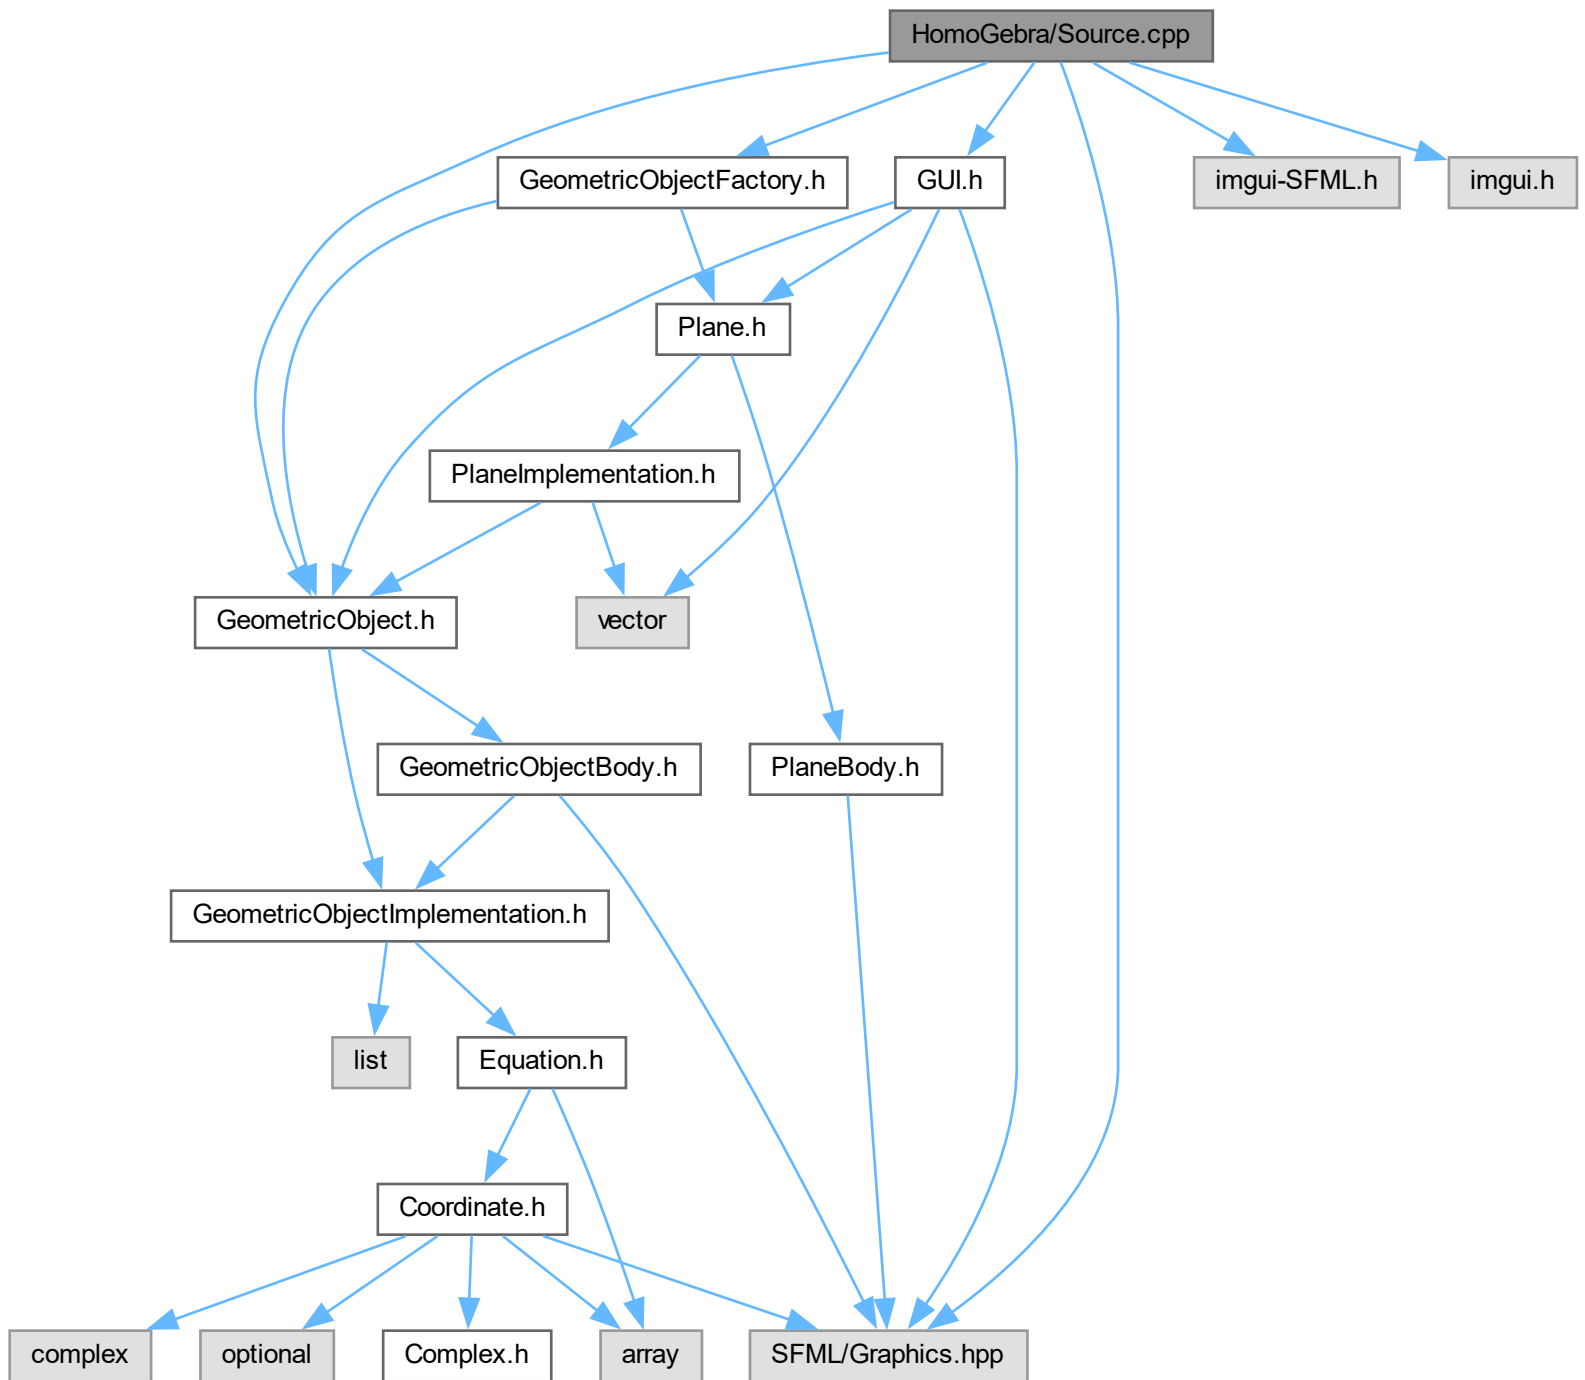 HomoGebra/Source.cpp
GeometricObjectFactory.h
GUI.h
imgui-SFML.h
imgui.h
Plane.h
PlaneImplementation.h
GeometricObject.h
vector
GeometricObjectBody.h
PlaneBody.h
GeometricObjectImplementation.h
list
Equation.h
Coordinate.h
complex
optional
Complex.h
array
SFML/Graphics.hpp